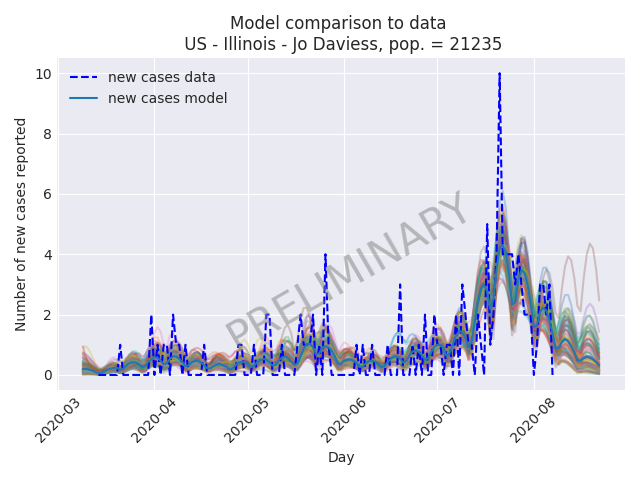 Model comparison to data
US - Illinois - Jo Daviess, pop. = 21235
new cases data
new cases model
PRELIMINARY
Number of new cases reported
10
8
6
4
2
0
2020-03
2020-04
2020-05
2020-06
2020-07
2020-08
Day